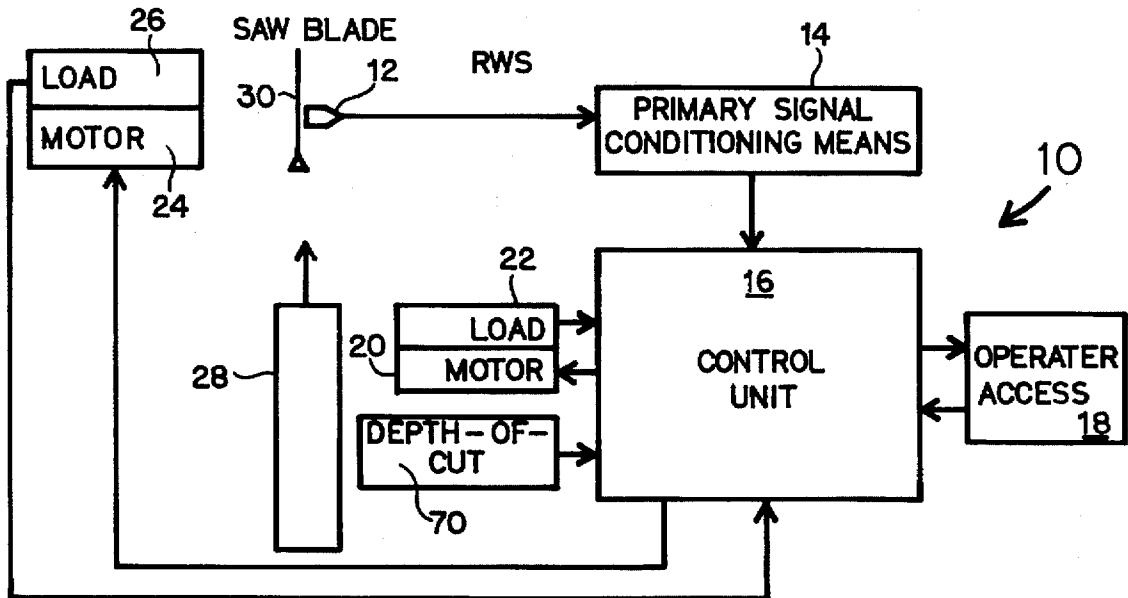 26
SAW BLADE
RWS
12
14
LOAD
30
MOTOR
24
PRIMARY SIGNAL
CONDITIONING MEANS
10
22
16
LOAD
20
MOTOR
28
CONTROL
UNIT
OPERATER
ACCESS
18
DEPTH-OF-
CUT
70